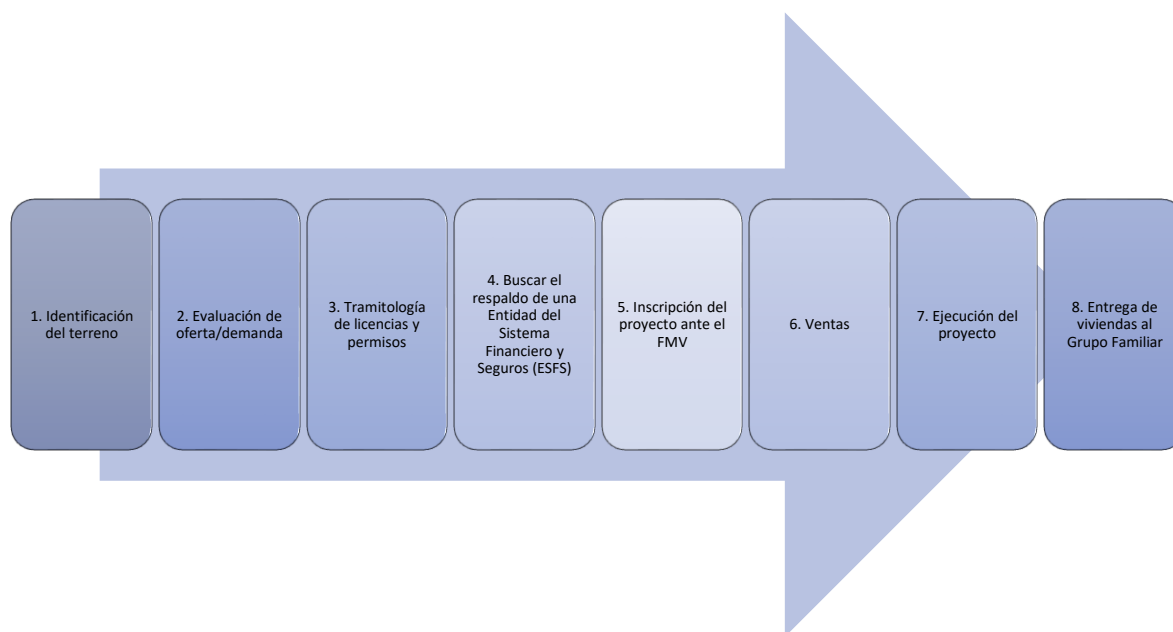 1. Identificación
del terreno
2. Evaluación de
oferta/demanda
3. Tramitología
de licencias y
permisos
4. Buscar el
respaldo de una
Entidad del
Sistema
Financiero y
Seguros (ESFS)
5. Inscripción del
proyecto ante el
FMV
6. Ventas
7. Ejecución del
proyecto
8. Entrega de
viviendas al
Grupo Familiar